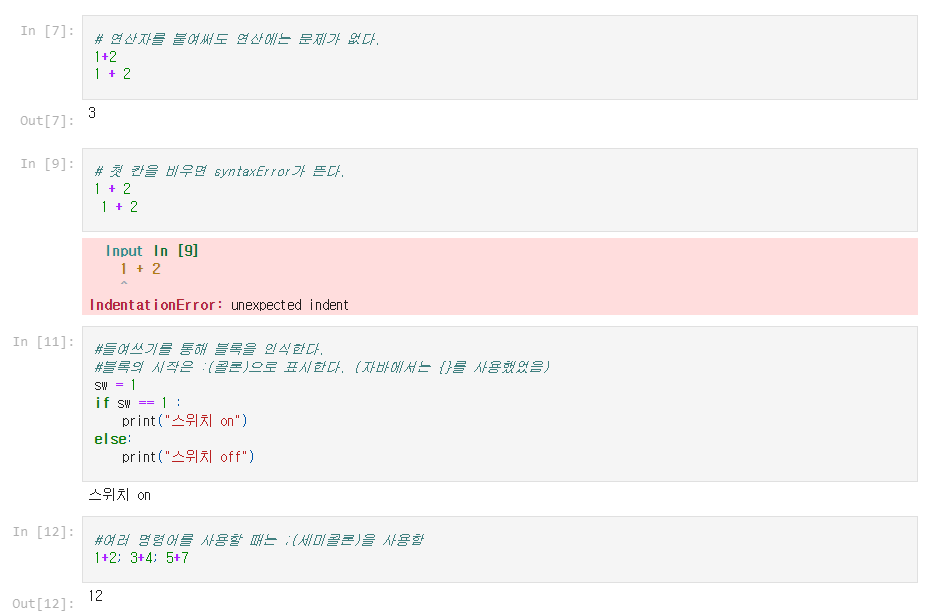 In [7]:
# 연산자를 붙여써도 연산에는 문제가 없다.
1+2
1 + 2
3
Out[7]:
In [9]:
# 첫 칸을 비우면 syntaxError가 뜬다.
1 + 2
 1 + 2
Input In [9]
1 + 2
^
IndentationError: unexpected indent
In [11]:
#들여쓰기를 통해 블록을 인식한다.
#블록의 시작은 :(콜론)으로 표시한다. (자바에서는 {}를 사용했었음)
sw = 1
if sw == 1 :
    print("스위치 on")
else:
    print("스위치 off")
스위치 on
In [12]:
#여러 명령어를 사용할 때는 ;(세미콜론)을 사용함
1+2; 3+4; 5+7
12
Out[12]: